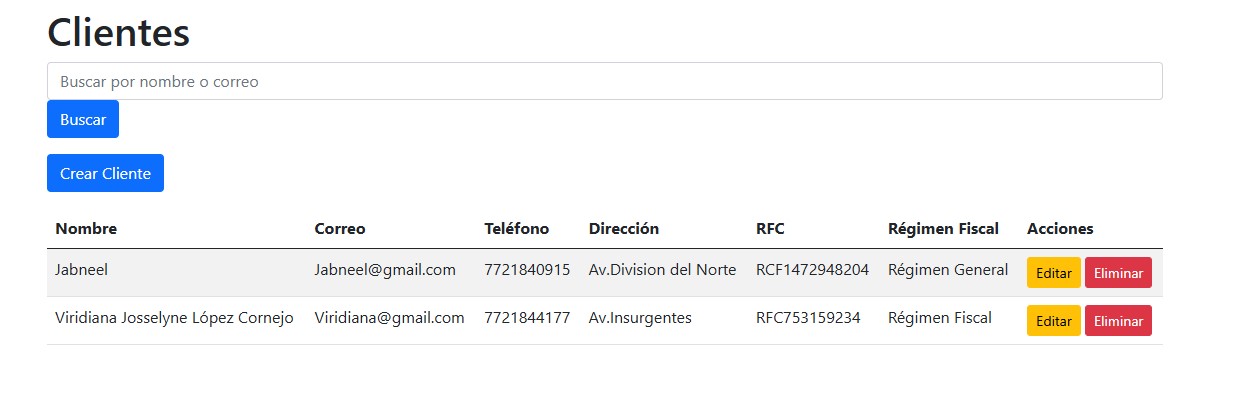 Clientes
Buscar por nombre o correo
Buscar
Crear Cliente
Nombre Correo Teléfono Dirección RFC Régimen Fiscal Acciones
Jabneel Jabneel@gmail.com 7721840915 Av.Division del Norte RCF1472948204 Régimen General Editar Eliminar
Viridiana Josselyne López Cornejo Viridiana@gmail.com 7721844177 Av.Insurgentes RFC753159234 Régimen Fiscal Editar Eliminar